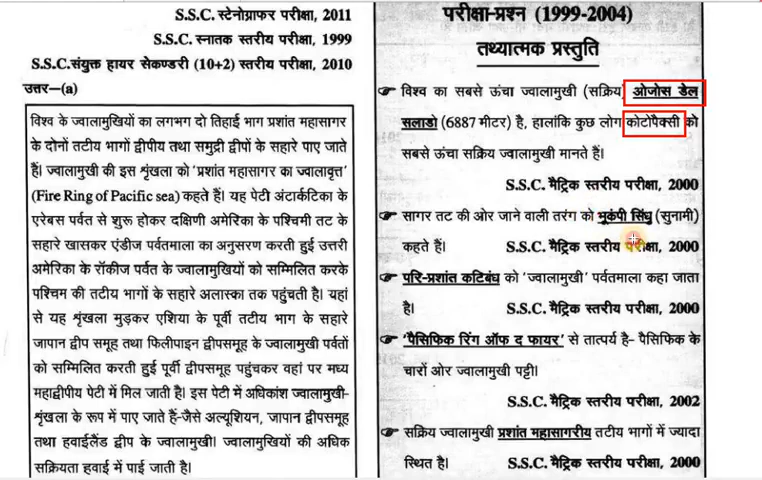 S.S.C. स्टेनोग्राफर परीक्षा, 2011
S.S.C. स्नातक स्तरीय परीक्षा, 1999
S.S.C.संयुक्त हायर सेकण्डरी (10+2) स्तरीय परीक्षा, 2010
उत्तर—(a)
विश्व के ज्वालामुखियों का लगभग दो तिहाई भाग प्रशांत महासागर
के दोनों तटीय भागों द्वीपीय तथा समुद्री द्वीपों के सहारे पाए जाते
हैं। ज्वालामुखी की इस शृंखला को 'प्रशांत महासागर का ज्वालावृत्त'
(Fire Ring of Pacific sea) कहते हैं। यह पेटी अंटार्कटिका के
एरेबस पर्वत से शुरू होकर दक्षिणी अमेरिका के पश्चिमी तट के
सहारे खासकर एंडीज पर्वतमाला का अनुसरण करती हुई उत्तरी
अमेरिका के रॉकीज पर्वत के ज्वालामुखियों को सम्मिलित करके
पश्चिम की तटीय भागों के सहारे अलास्का तक पहुंचती है। यहां
से यह शृंखला मुड़कर एशिया के पूर्वी तटीय भाग के सहारे
जापान द्वीप समूह तथा फिलीपाइन द्वीपसमूह के ज्वालामुखी पर्वतों
को सम्मिलित करती हुई पूर्वी द्वीपसमूह पहुंचकर वहां पर मध्य
महाद्वीपीय पेटी में मिल जाती है। इस पेटी में अधिकांश ज्वालामुखी-
शृंखला के रूप में पाए जाते हैं-जैसे अल्यूशियन, जापान द्वीपसमूह
तथा हवाईलैंड द्वीप के ज्वालामुखी। ज्वालामुखियों की अधिक
सक्रियता हवाई में पाई जाती है।
परीक्षा-प्रश्न (1999-2004)
तथ्यात्मक प्रस्तुति
☞ विश्व का सबसे ऊंचा ज्वालामुखी (सक्रिय) ओजोस डेल
सलाडो (6887 मीटर) है, हालांकि कुछ लोग कोटोपैक्सी को
सबसे ऊंचा सक्रिय ज्वालामुखी मानते हैं।
S.S.C. मैट्रिक स्तरीय परीक्षा, 2000
☞ सागर तट की ओर जाने वाली तरंग को भूकंपी सिंधु (सुनामी)
कहते हैं। S.S.C. मैट्रिक स्तरीय परीक्षा, 2000
☞ परि-प्रशांत कटिबंध को 'ज्वालामुखी' पर्वतमाला कहा जाता
है। S.S.C. मैट्रिक स्तरीय परीक्षा, 2000
☞ 'पैसिफिक रिंग ऑफ द फायर' से तात्पर्य है- पैसिफिक के
चारों ओर ज्वालामुखी पट्टी।
S.S.C. मैट्रिक स्तरीय परीक्षा, 2002
☞ सक्रिय ज्वालामुखी प्रशांत महासागरीय तटीय भागों में ज्यादा
स्थित है। S.S.C. मैट्रिक स्तरीय परीक्षा, 2000